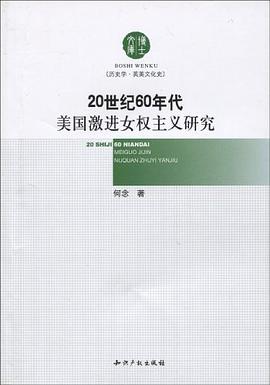 博士文库
BOSHI WENKU
[历史学·英美文化史]
20世纪60年代
美国激进女权主义研究
20 SHIJI 60 NIANDAI
MEIGUO JIJIN
NUQUAN ZHUYI YANJIU
何念 著
知识产权出版社